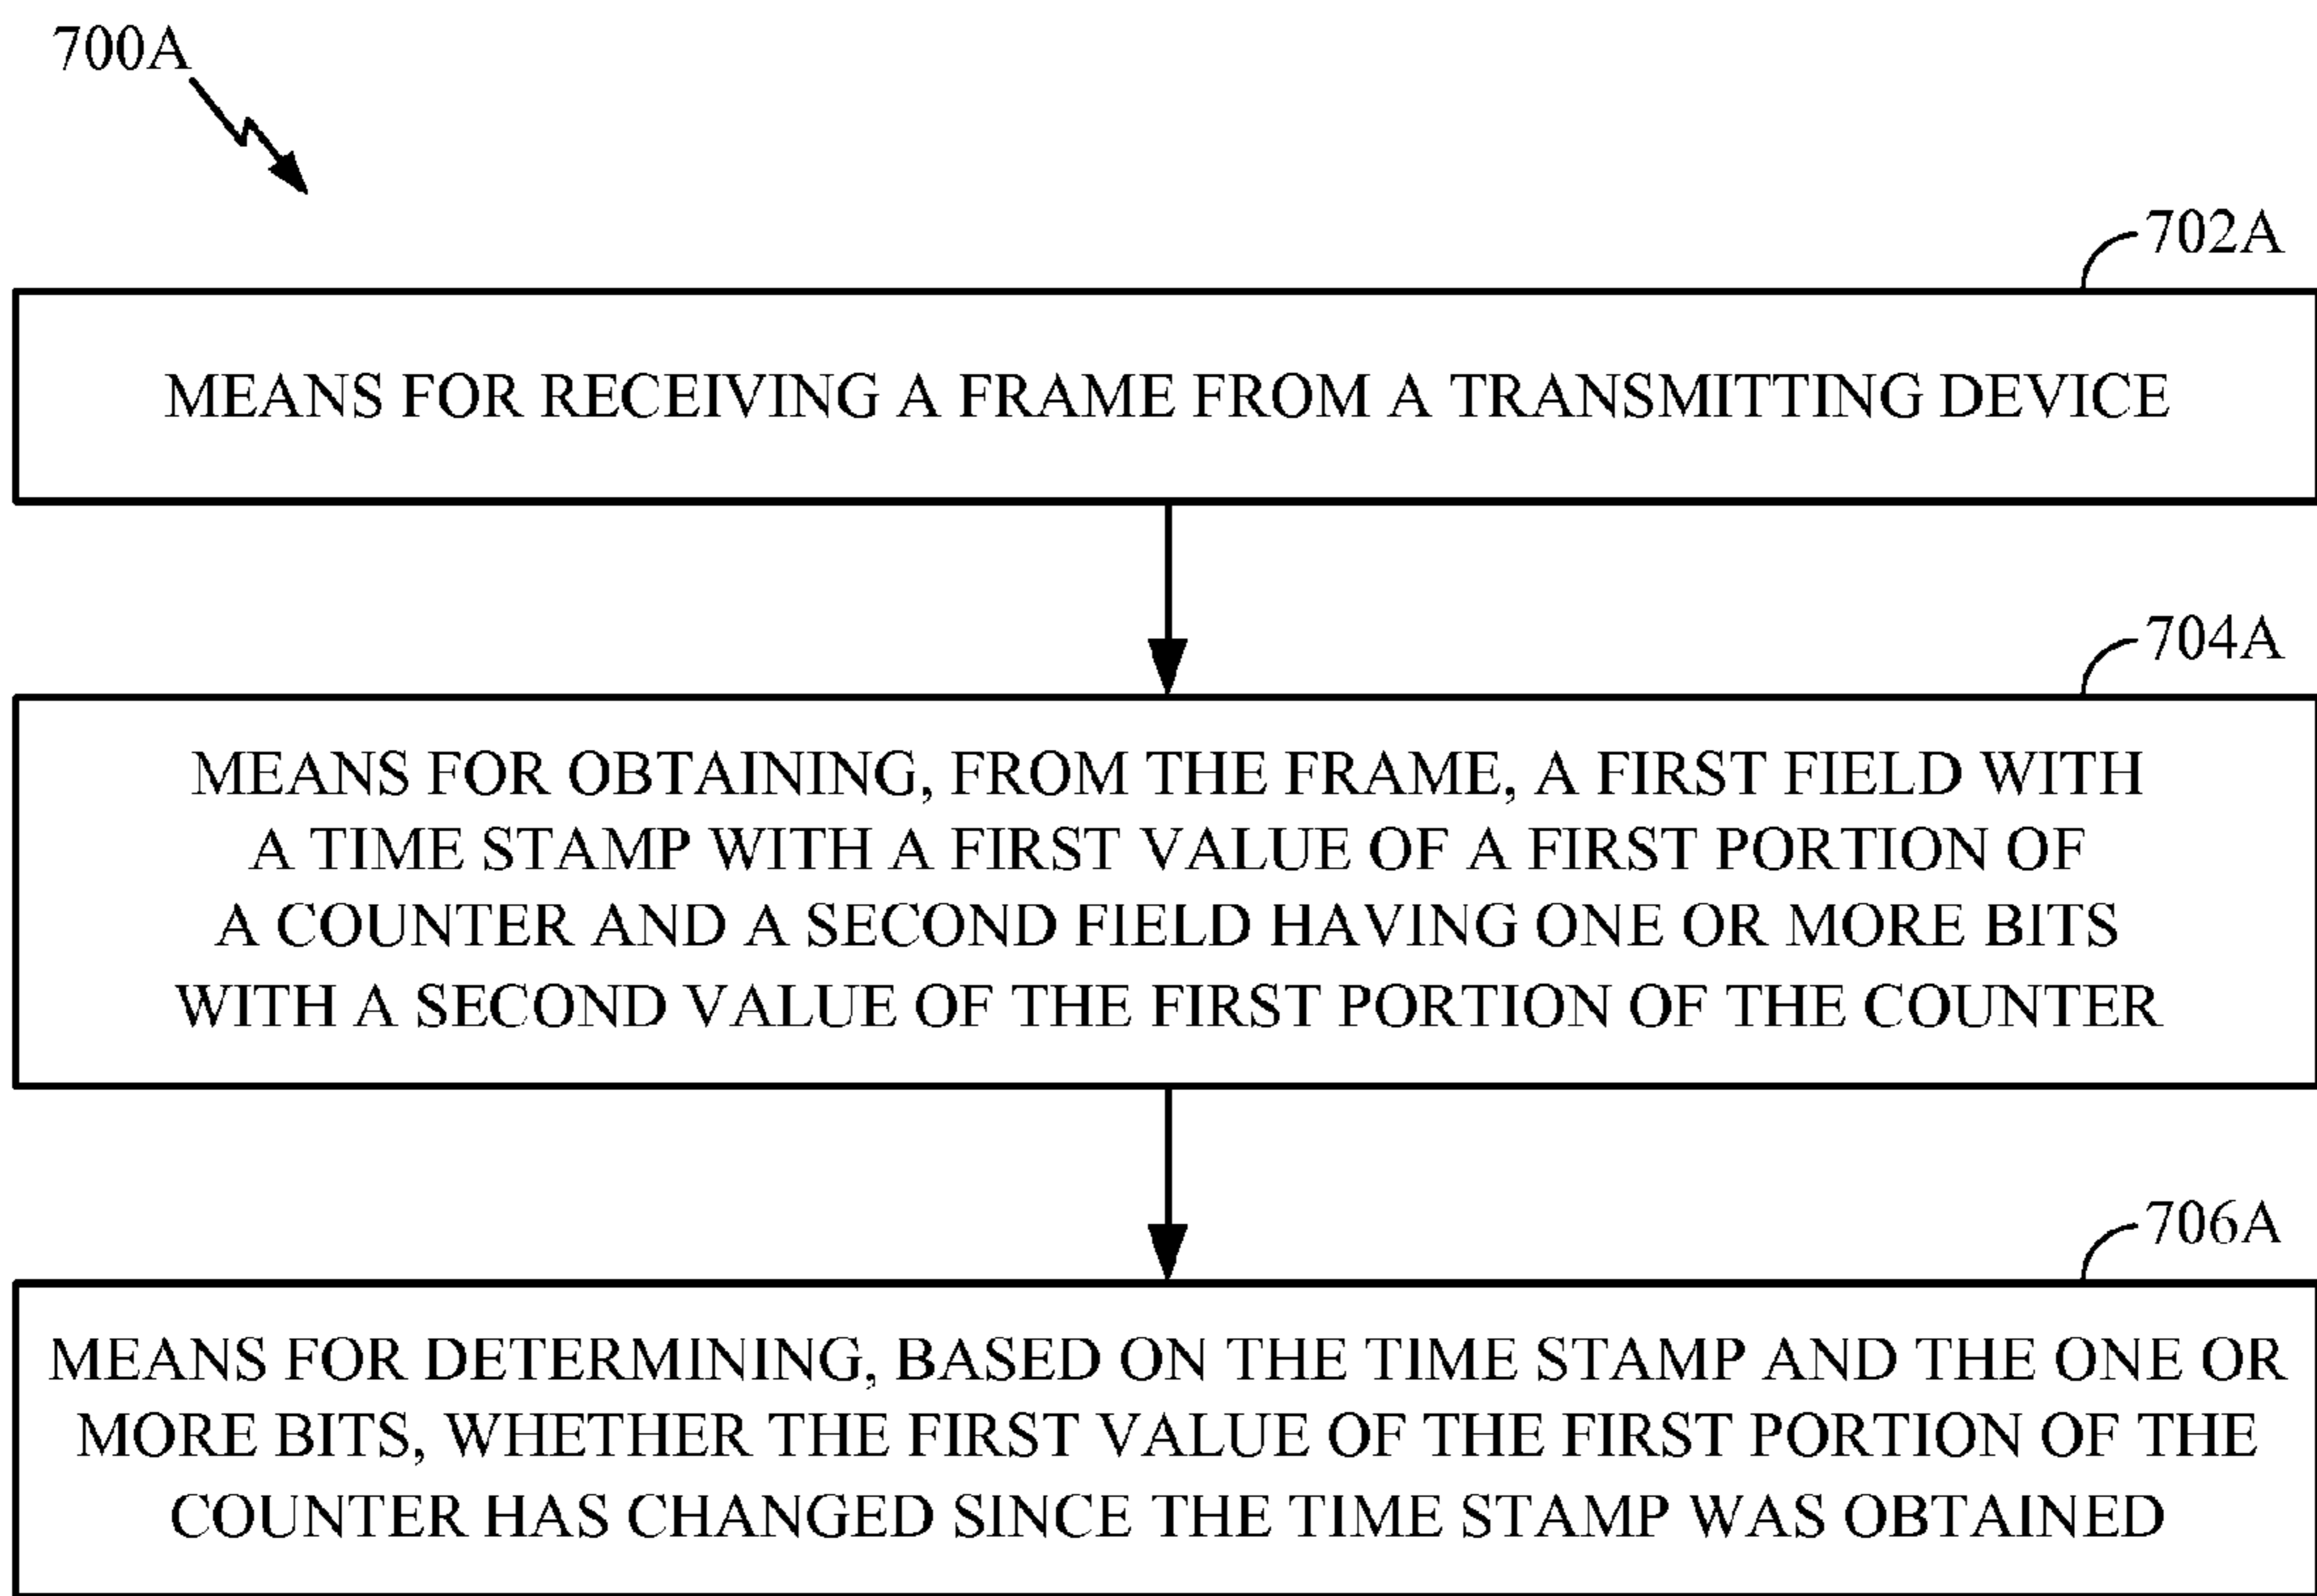 700A
702A
MEANS FOR RECEIVING A FRAME FROM A TRANSMITTING DEVICE
704A
MEANS FOR OBTAINING, FROM THE FRAME, A FIRST FIELD WITH
A TIME STAMP WITH A FIRST VALUE OF A FIRST PORTION OF
A COUNTER AND A SECOND FIELD HAVING ONE OR MORE BITS
WITH A SECOND VALUE OF THE FIRST PORTION OF THE COUNTER
706A
MEANS FOR DETERMINING, BASED ON THE TIME STAMP AND THE ONE OR
MORE BITS, WHETHER THE FIRST VALUE OF THE FIRST PORTION OF THE
COUNTER HAS CHANGED SINCE THE TIME STAMP WAS OBTAINED